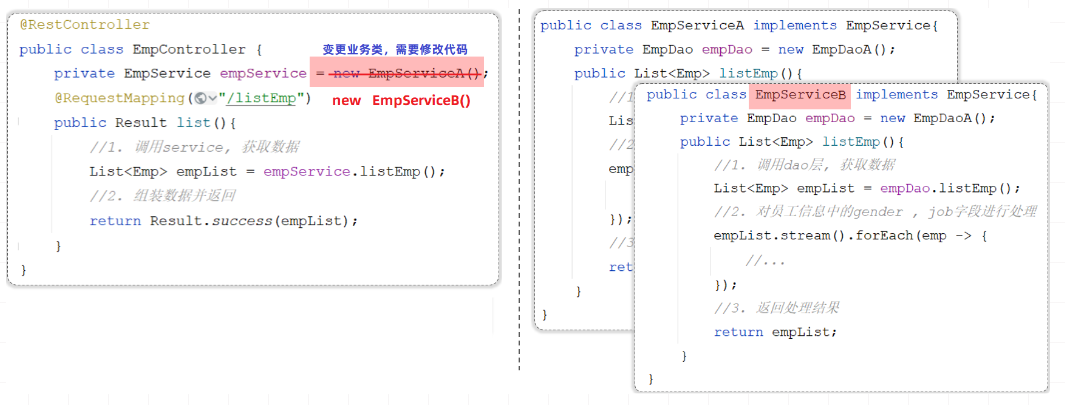 @RestController
public class EmpController {
变更业务类，需要修改代码
private EmpService empService = new EmpServiceA();
new EmpServiceB()
@RequestMapping("/listEmp")
public Result list(){
//1. 调用service, 获取数据
List<Emp> empList = empService.listEmp();
//2. 组装数据并返回
return Result.success(empList);
}
}
public class EmpServiceA implements EmpService{
private EmpDao empDao = new EmpDaoA();
public List<Emp> listEmp(){
//1
Lis
//2
emp
});
//3
ret
}
}
public class EmpServiceB implements EmpService{
private EmpDao empDao = new EmpDaoA();
public List<Emp> listEmp(){
//1. 调用dao层, 获取数据
List<Emp> empList = empDao.listEmp();
//2. 对员工信息中的gender , job字段进行处理
empList.stream().forEach(emp -> {
//...
});
//3. 返回处理结果
return empList;
}
}